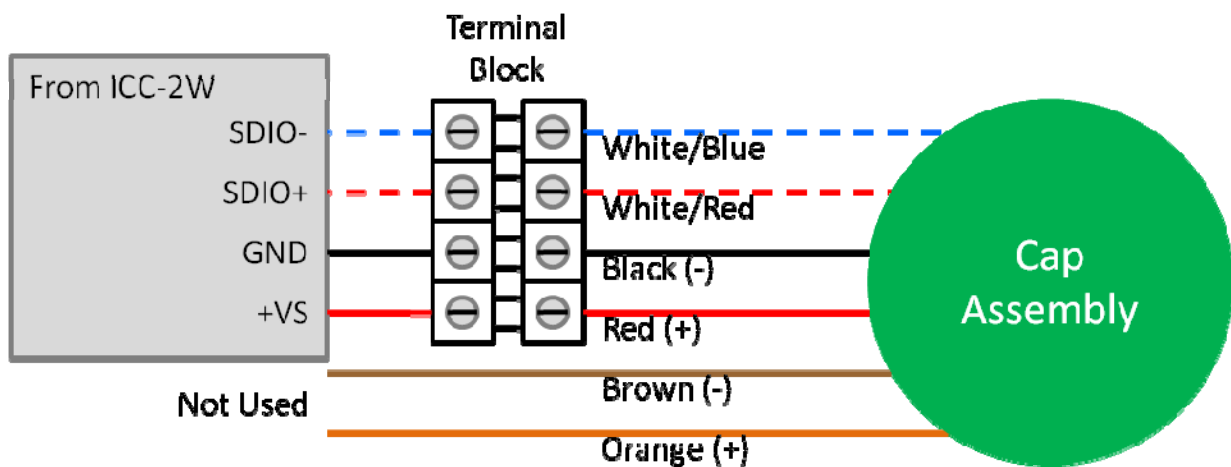 Terminal
Block
From ICC-2W
SDIO-
White/Blue
SDIO+
White/Red
GND
Black (-)
+VS
Red (+)
Cap
Assembly
Not Used
Brown (-)
Orange (+)